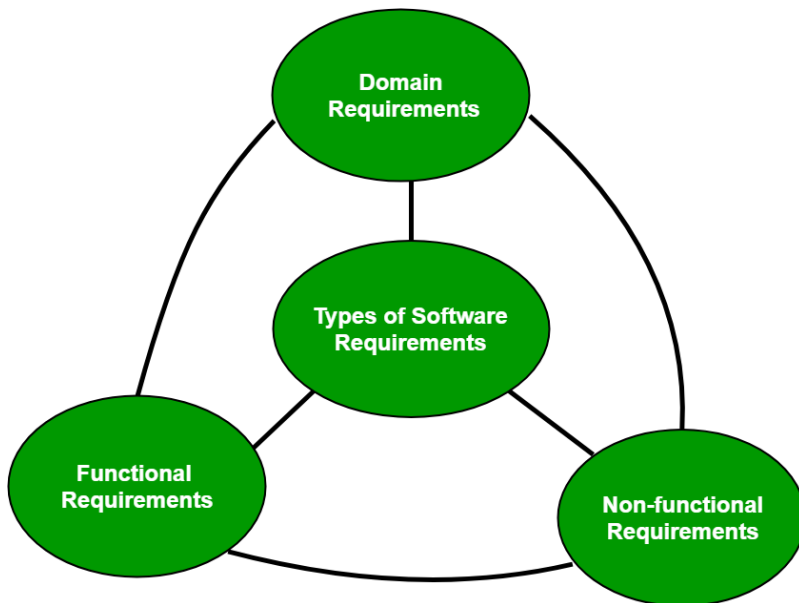 Domain
Requirements
Types of Software
Requirements
Functional
Requirements
Non-functional
Requirements